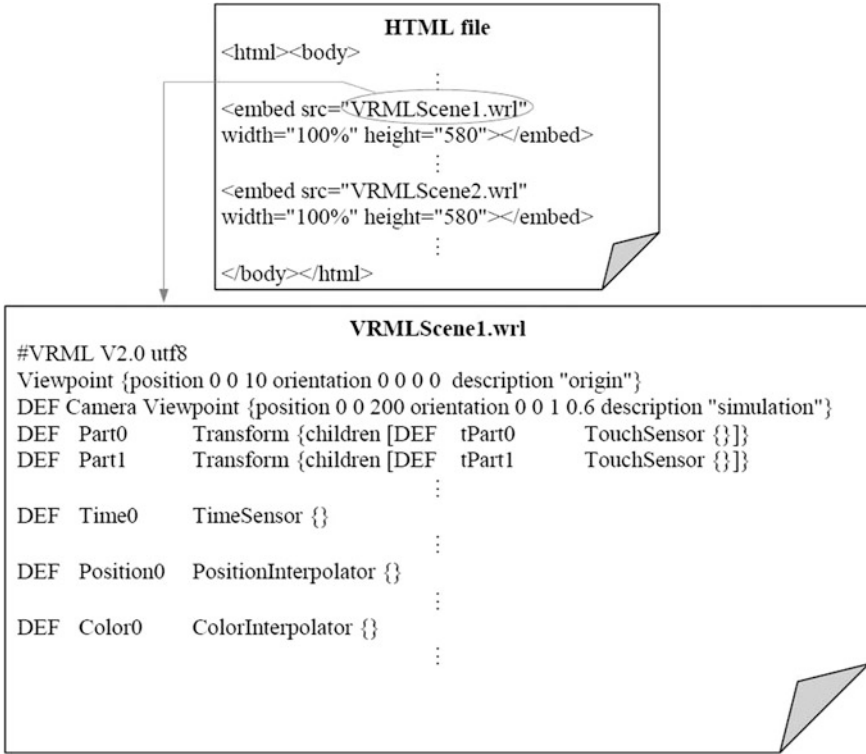 HTML file
<html><body>
⋮
<embed src="VRMLScene1.wrl"
width="100%" height="580"></embed>
⋮
<embed src="VRMLScene2.wrl"
width="100%" height="580"></embed>
⋮
</body></html>
VRMLScene1.wrl
#VRML V2.0 utf8
Viewpoint {position 0 0 10 orientation 0 0 0 0  description "origin"}
DEF Camera Viewpoint {position 0 0 200 orientation 0 0 1 0.6 description "simulation"}
DEF Part0 Transform {children [DEF tPart0 TouchSensor {}]}
DEF Part1 Transform {children [DEF tPart1 TouchSensor {}]}
⋮
DEF Time0 TimeSensor {}
⋮
DEF Position0 PositionInterpolator {}
⋮
DEF Color0 ColorInterpolator {}
⋮